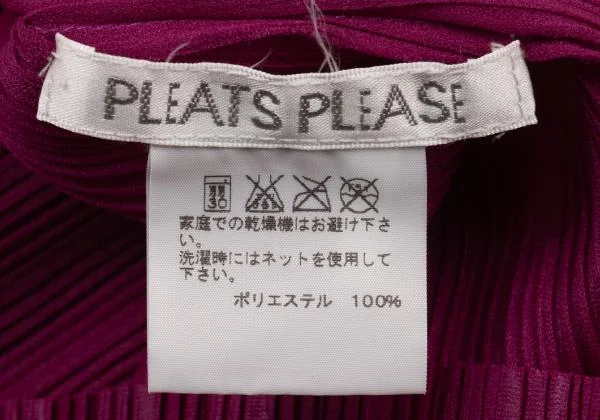 PLEATS PLEASE
家庭での乾燥機はお避け下さ
い。
洗濯時にはネットを使用して
下さい。
ポリエステル 100%